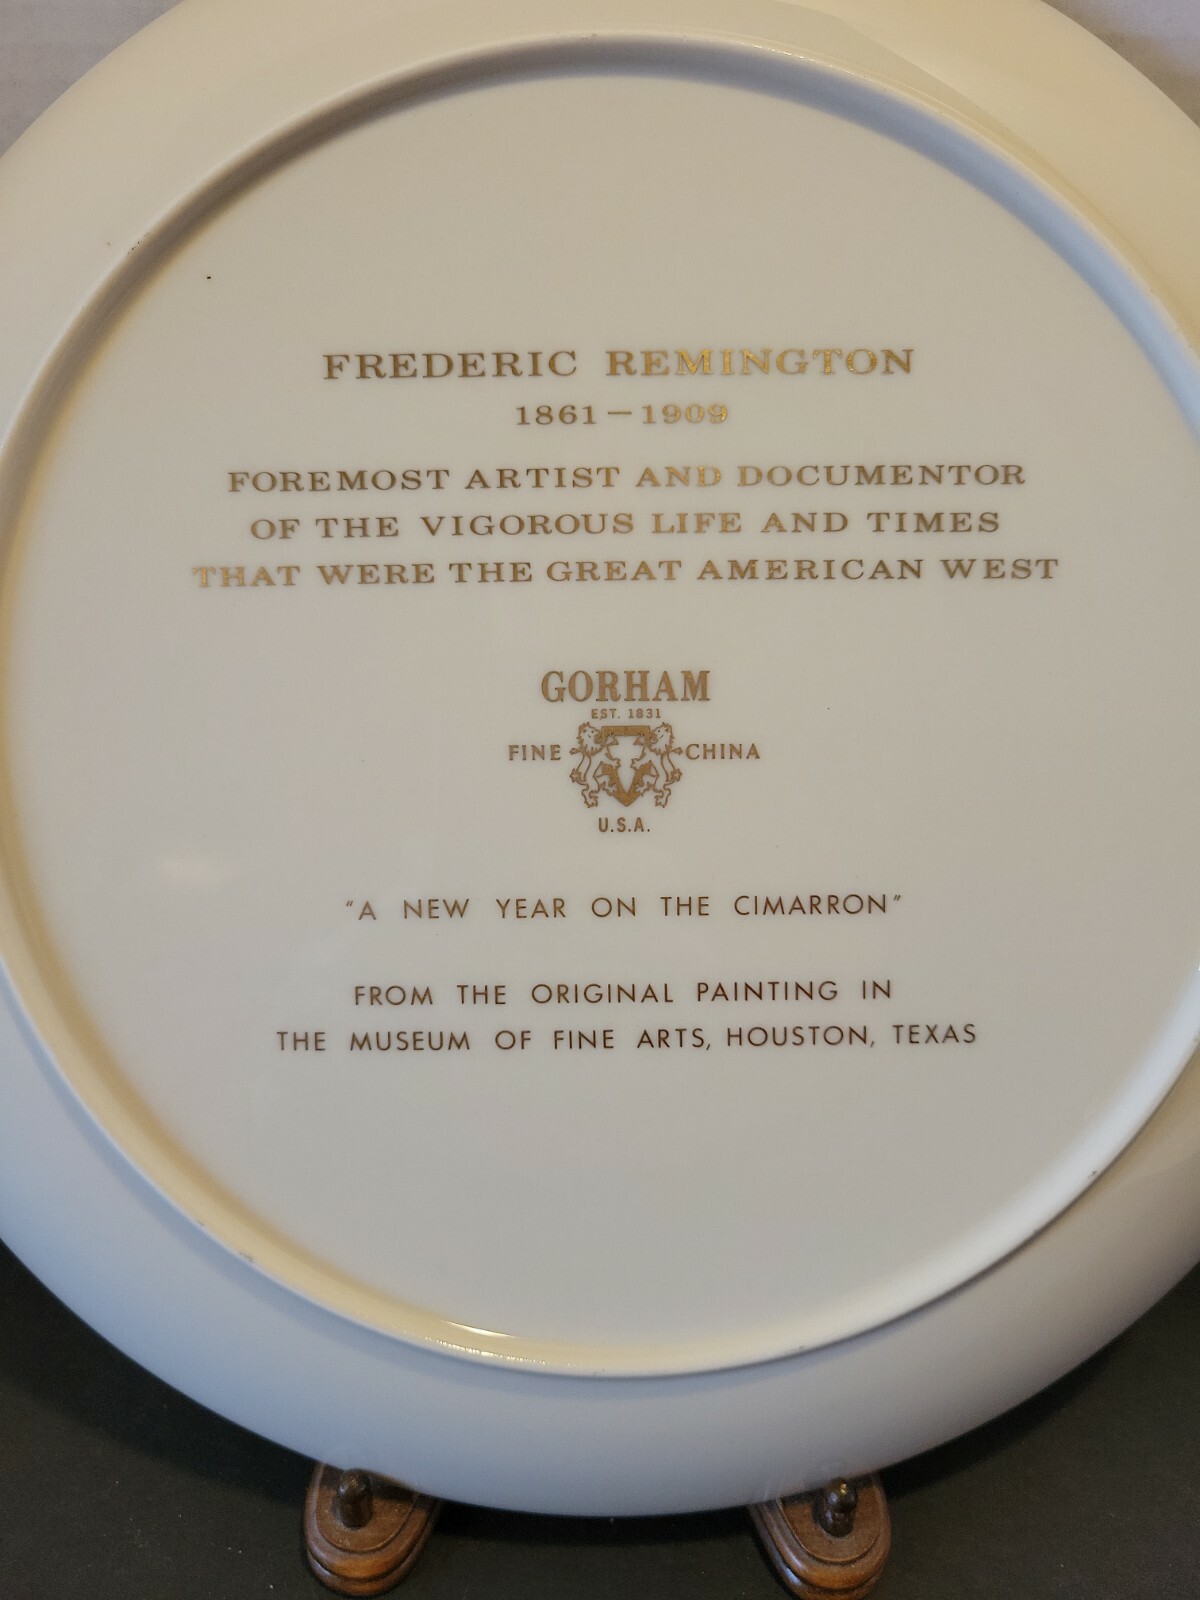 FREDERIC REMINGTON
1861–1909
FOREMOST ARTIST AND DOCUMENTOR
OF THE VIGOROUS LIFE AND TIMES
THAT WERE THE GREAT AMERICAN WEST
GORHAM
EST. 1831
FINE CHINA
U.S.A.
"A NEW YEAR ON THE CIMARRON"
FROM THE ORIGINAL PAINTING IN
THE MUSEUM OF FINE ARTS, HOUSTON, TEXAS